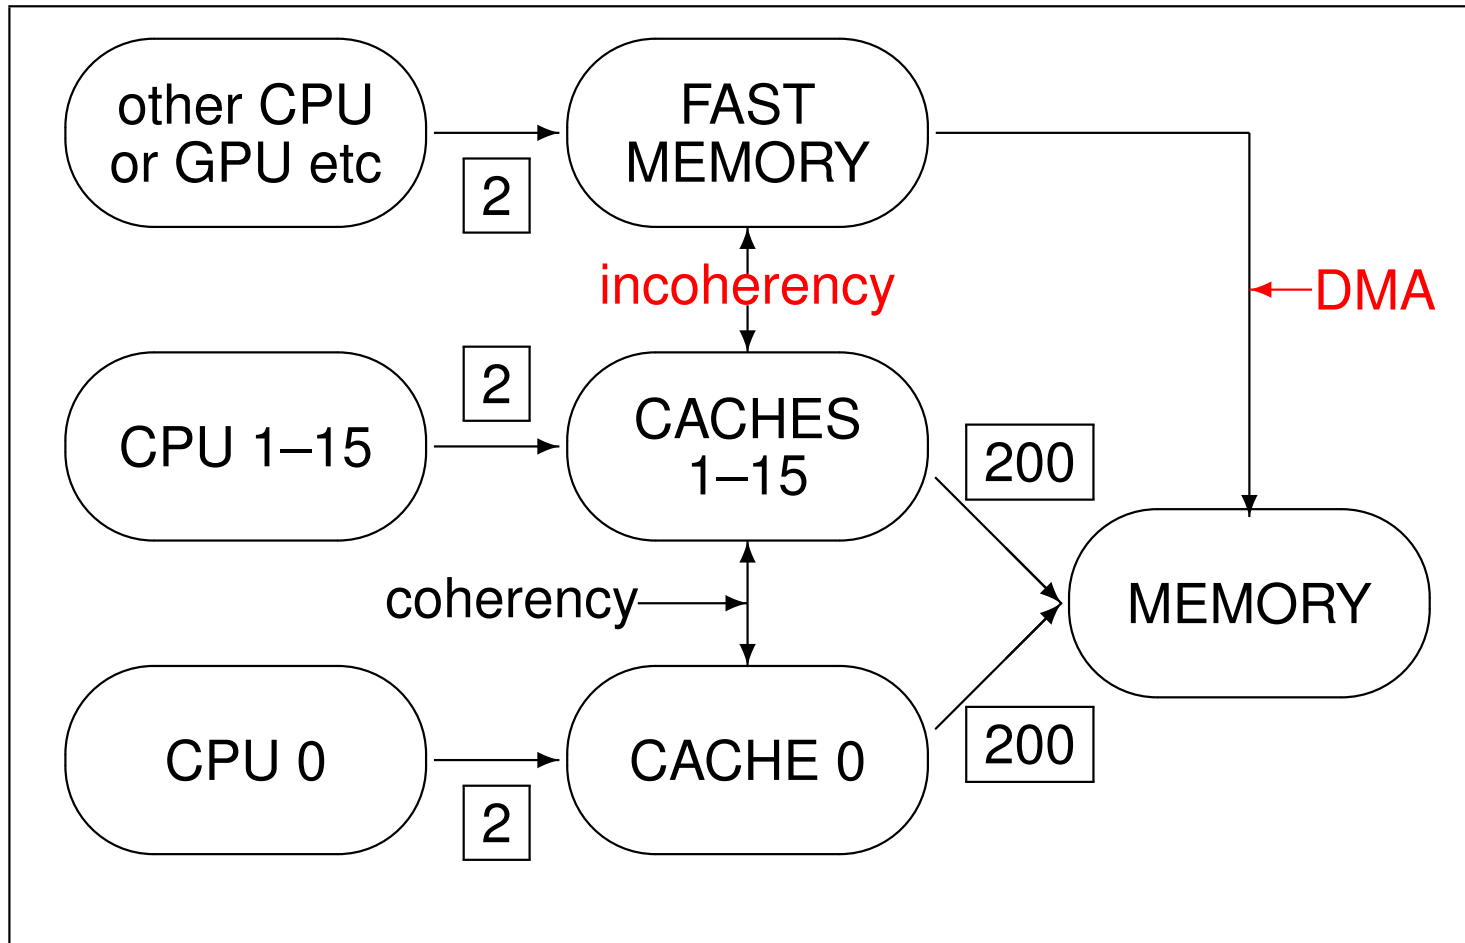 other CPU
or GPU etc
2
FAST
MEMORY
incoherency
DMA
CPU 1–15
2
CACHES
1–15
200
coherency
MEMORY
CPU 0
2
CACHE 0
200